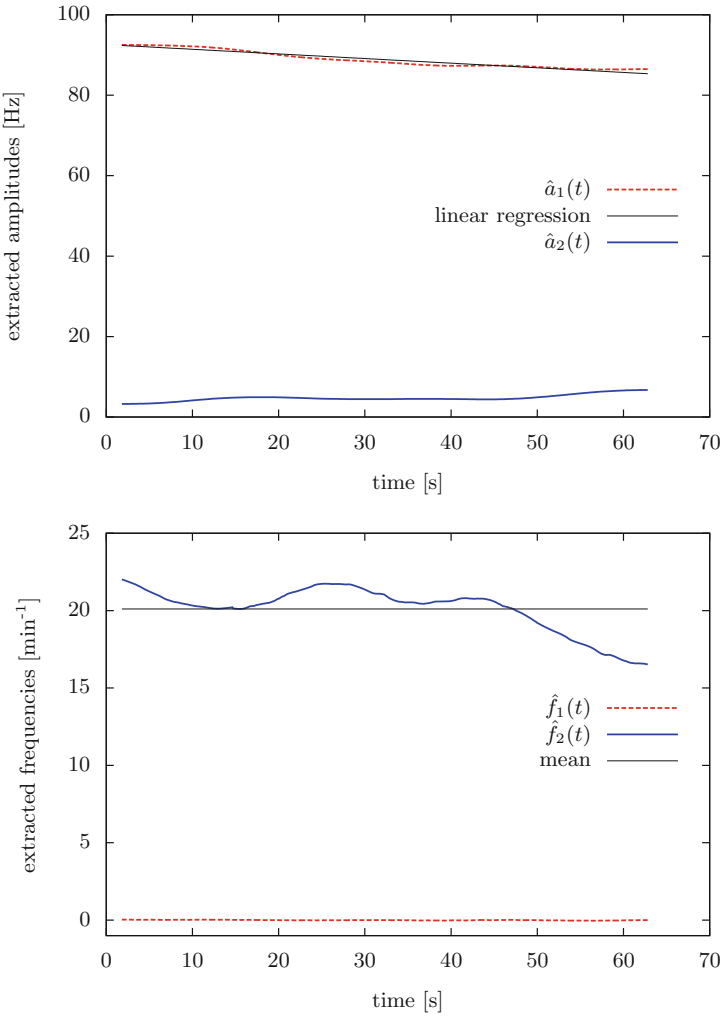 100
80
60
40
20
0
extracted amplitudes [Hz]
â₁(t)
linear regression
â₂(t)
0 10 20 30 40 50 60 70
time [s]
25
20
15
10
5
0
extracted frequencies [min⁻¹]
f̂₁(t)
f̂₂(t)
mean
0 10 20 30 40 50 60 70
time [s]